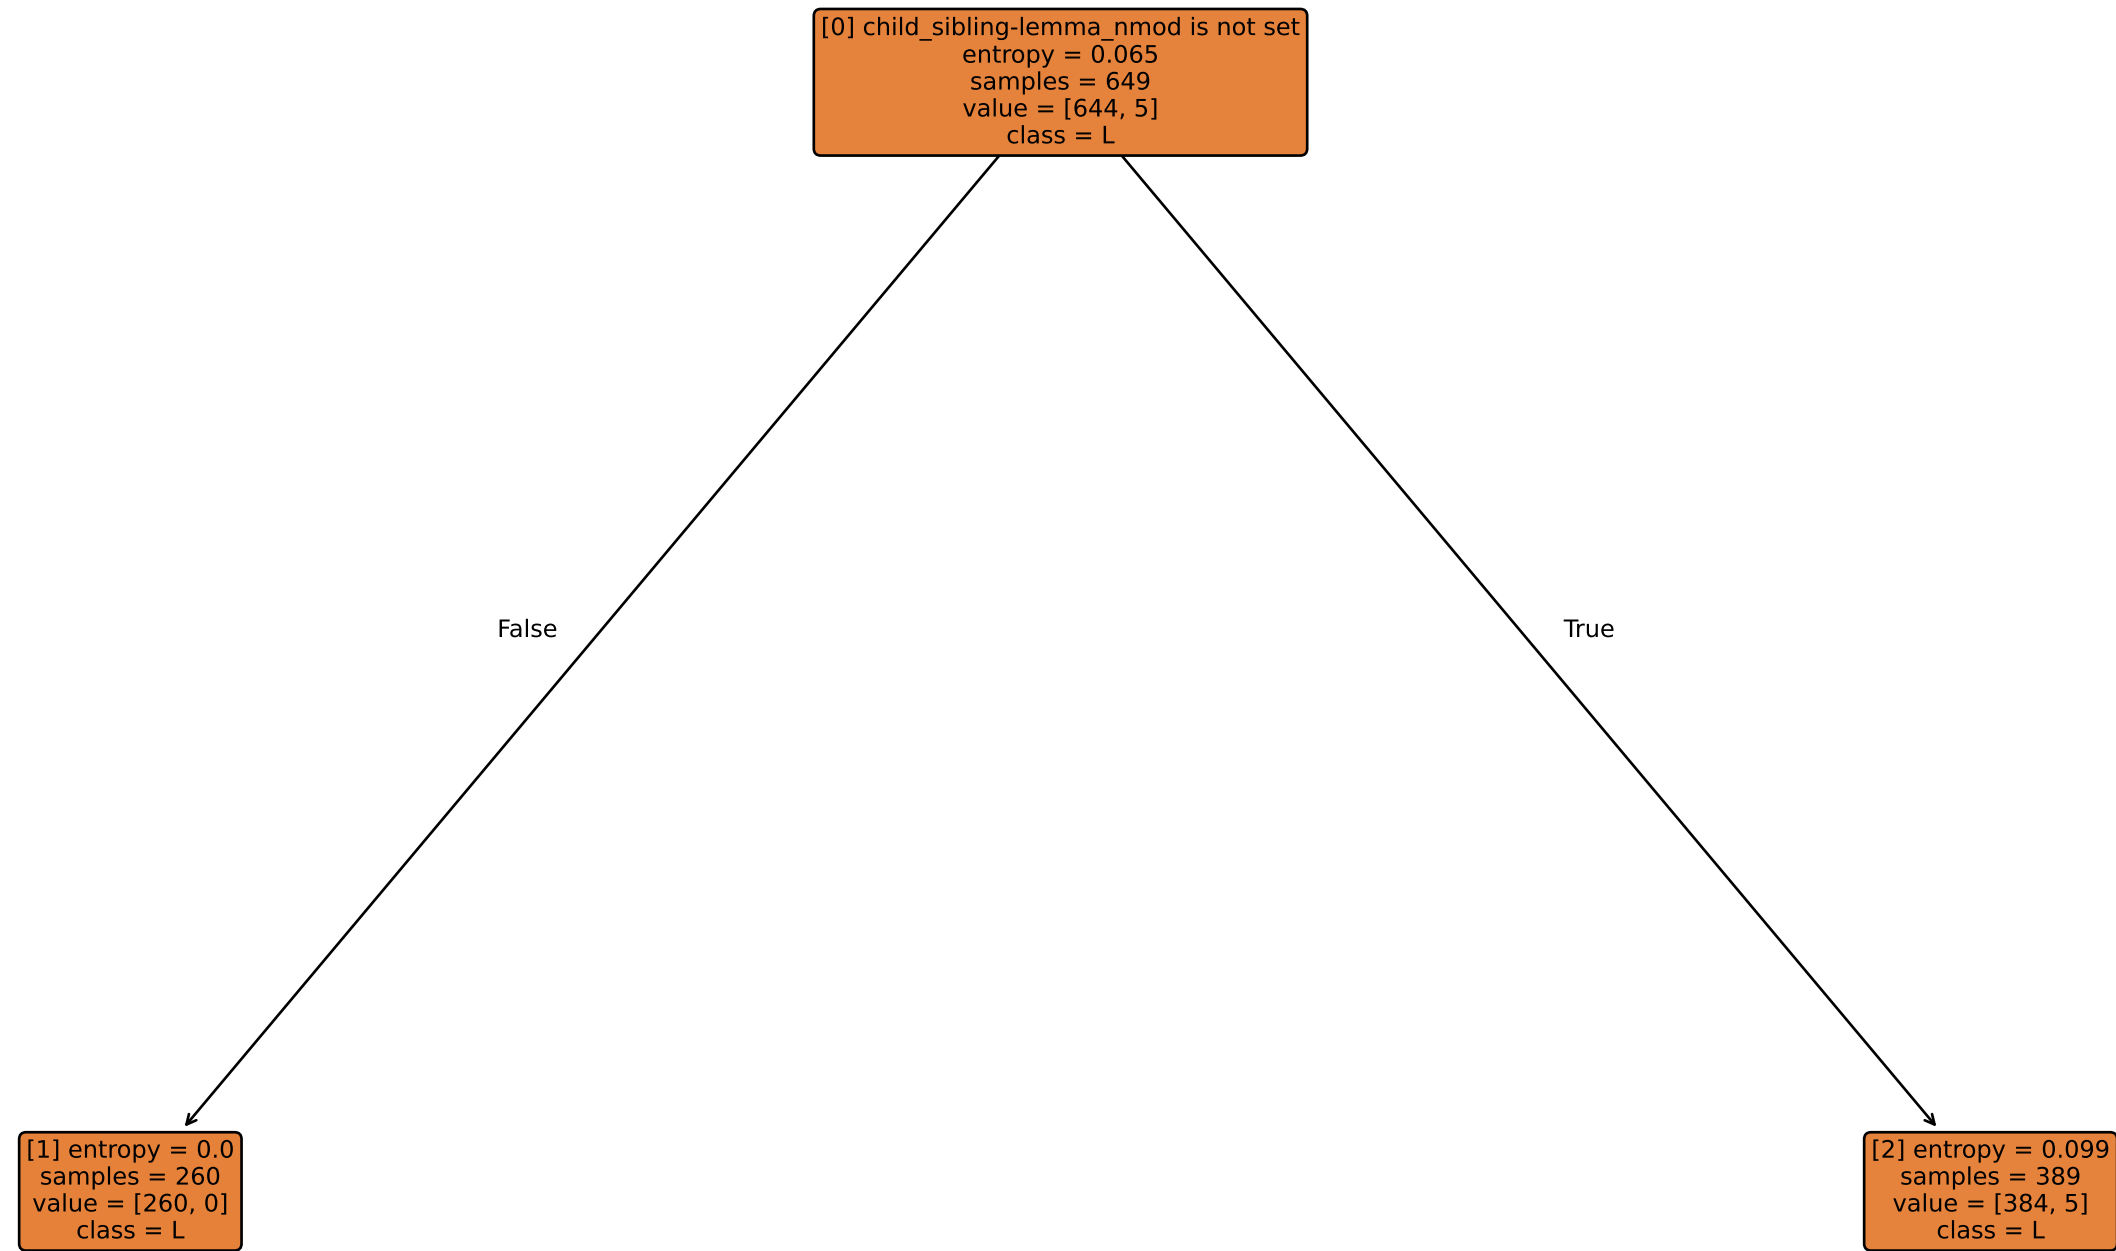 [0] child_sibling-lemma_nmod is not set
entropy = 0.065
samples = 649
value = [644, 5]
class = L
False
True
[1] entropy = 0.0
samples = 260
value = [260, 0]
class = L
[2] entropy = 0.099
samples = 389
value = [384, 5]
class = L